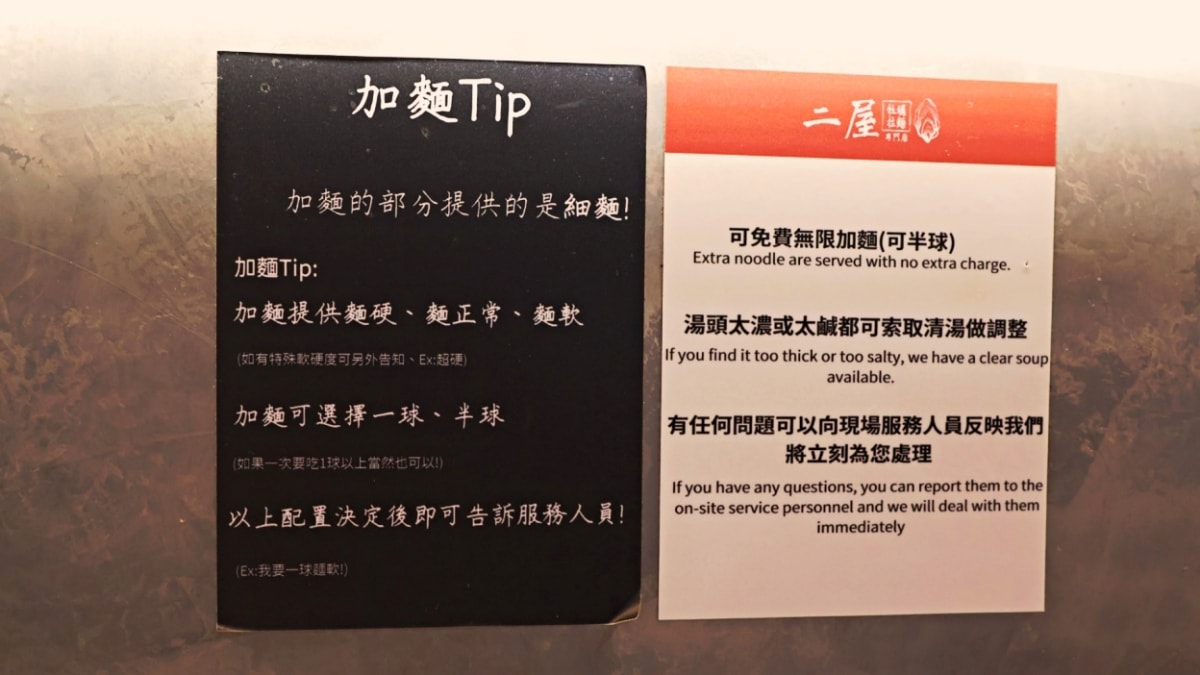 加麵Tip
加麵的部分提供的是細麵!
加麵Tip:
加麵提供麵硬、麵正常、麵軟
(如有特殊軟硬度可另外告知、Ex:超硬)
加麵可選擇一球、半球
(如果一次要吃1球以上當然也可以!)
以上配置決定後即可告訴服務人員!
(Ex:我要一球麵軟!)
二屋
專門店
可免費無限加麵(可半球)
Extra noodle are served with no extra charge.
湯頭太濃或太鹹都可索取清湯做調整
If you find it too thick or too salty, we have a clear soup
available.
有任何問題可以向現場服務人員反映我們
將立刻為您處理
If you have any questions, you can report them to the
on-site service personnel and we will deal with them
immediately